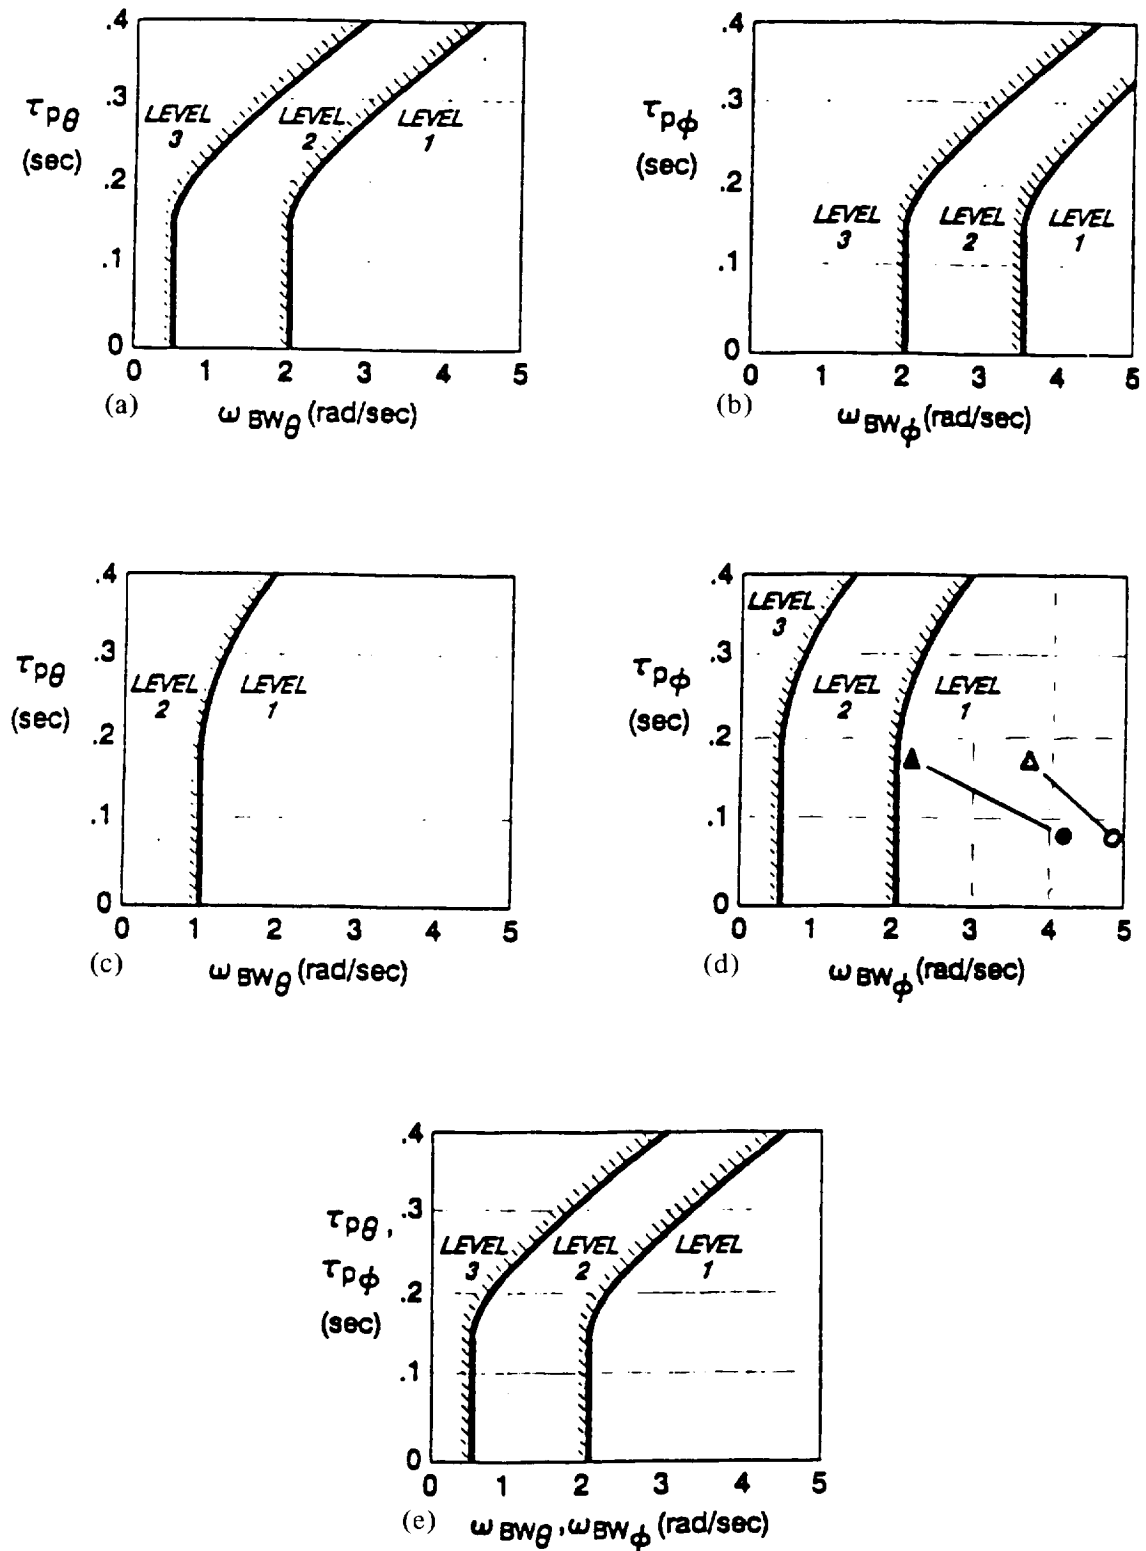 .4
τpθ
(sec)
.3
.2
.1
0
LEVEL
3
LEVEL
2
LEVEL
1
0 1 2 3 4 5
(a) ω BWθ (rad/sec)
.4
τpϕ
(sec)
.3
.2
.1
0
LEVEL
3
LEVEL
2
LEVEL
1
0 1 2 3 4 5
(b) ω BWϕ (rad/sec)
.4
τpθ
(sec)
.3
.2
.1
0
LEVEL
2
LEVEL
1
0 1 2 3 4 5
(c) ω BWθ (rad/sec)
.4
τpϕ
(sec)
.3
.2
.1
0
LEVEL
3
LEVEL
2
LEVEL
1
0 1 2 3 4 5
(d) ω BWϕ (rad/sec)
.4
τpθ,
τpϕ
(sec)
.3
.2
.1
0
LEVEL
3
LEVEL
2
LEVEL
1
0 1 2 3 4 5
(e) ω BWθ, ωBWϕ (rad/sec)